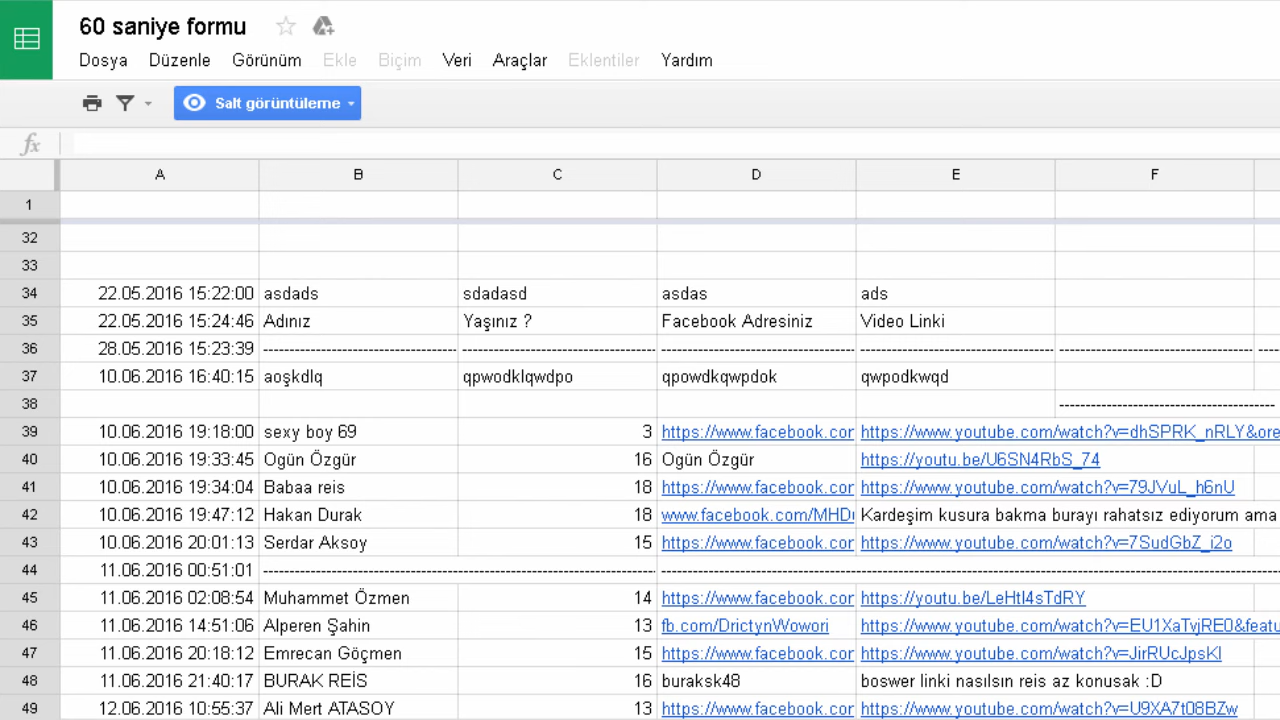 60 saniye formu
Dosya Düzenle Görünüm Ekle Biçim Veri Araçlar Eklentiler Yardım
Salt görüntüleme
fx
A B C D E F
1
32
33
34 22.05.2016 15:22:00 asdads sdadasd asdas ads
35 22.05.2016 15:24:46 Adınız Yaşınız ? Facebook Adresiniz Video Linki
36 28.05.2016 15:23:39 ---------------------------------------- ---------------------------------------- ---------------------------------------- ---------------------------------------- ----------------------------------------
37 10.06.2016 16:40:15 aoşkdlq qpwodklqwdpo qpowdkqwpdok qwpodkwqd
38 ----------------------------------------
39 10.06.2016 19:18:00 sexy boy 69 3 https://www.facebook.cor https://www.youtube.com/watch?v=dhSPRK_nRLY&ore
40 10.06.2016 19:33:45 Ogün Özgür 16 Ogün Özgür https://youtu.be/U6SN4RbS_74
41 10.06.2016 19:34:04 Babaa reis 18 https://www.facebook.cor https://www.youtube.com/watch?v=79JVuL_h6nU
42 10.06.2016 19:47:12 Hakan Durak 18 www.facebook.com/MHD Kardeşim kusura bakma burayı rahatsız ediyorum ama
43 10.06.2016 20:01:13 Serdar Aksoy 15 https://www.facebook.cor https://www.youtube.com/watch?v=7SudGbZ_i2o
44 11.06.2016 00:51:01 ---------------------------------------- ----------------------------------------
45 11.06.2016 02:08:54 Muhammet Özmen 14 https://www.facebook.cor https://youtu.be/LeHtI4sTdRY
46 11.06.2016 14:51:06 Alperen Şahin 13 fb.com/DrictynWowori https://www.youtube.com/watch?v=EU1XaTvjRE0&featu
47 11.06.2016 20:18:12 Emrecan Göçmen 15 https://www.facebook.cor https://www.youtube.com/watch?v=JirRUcJpsKI
48 11.06.2016 21:40:17 BURAK REİS 16 buraksk48 boswer linki nasılsın reis az konusak :D
49 12.06.2016 10:55:37 Ali Mert ATASOY 13 https://www.facebook.cor https://www.youtube.com/watch?v=U9XA7t08BZw